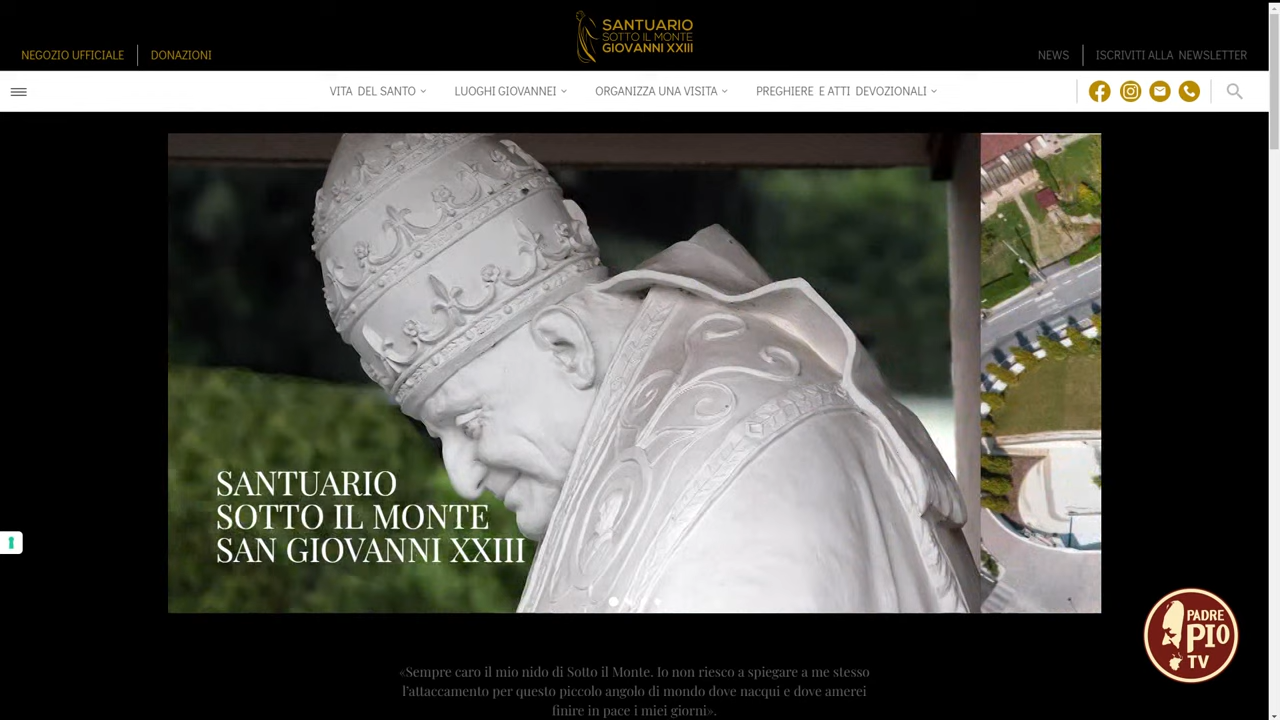 SANTUARIO
SOTTO IL MONTE
GIOVANNI XXIII
NEGOZIO UFFICIALE
DONAZIONI
NEWS
ISCRIVITI ALLA NEWSLETTER
VITA DEL SANTO
LUOGHI GIOVANNEI
ORGANIZZA UNA VISITA
PREGHIERE E ATTI DEVOZIONALI
SANTUARIO
SOTTO IL MONTE
SAN GIOVANNI XXIII
PADRE
PIO
TV
«Sempre caro il mio nido di Sotto il Monte. Io non riesco a spiegare a me stesso
l'attaccamento per questo piccolo angolo di mondo dove nacqui e dove amerei
finire in pace i miei giorni».